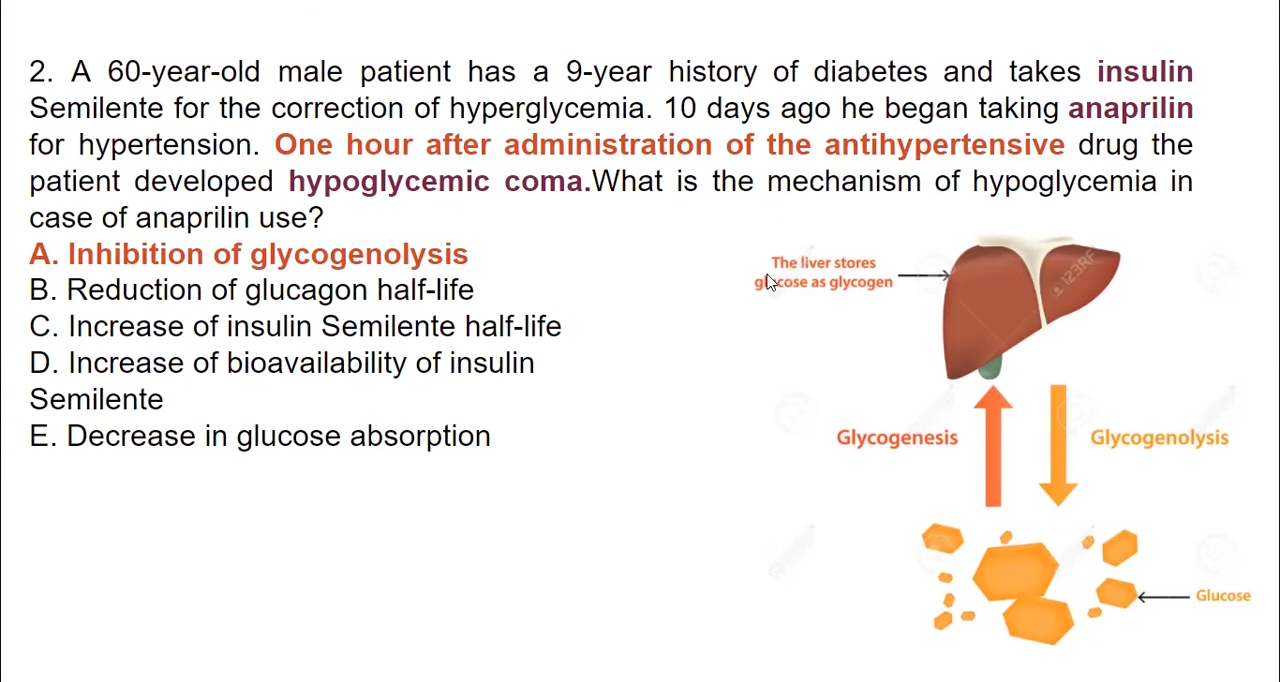 2. A 60-year-old male patient has a 9-year history of diabetes and takes insulin
Semilente for the correction of hyperglycemia. 10 days ago he began taking anaprilin
for hypertension. One hour after administration of the antihypertensive drug the
patient developed hypoglycemic coma.What is the mechanism of hypoglycemia in
case of anaprilin use?
A. Inhibition of glycogenolysis
B. Reduction of glucagon half-life
C. Increase of insulin Semilente half-life
D. Increase of bioavailability of insulin
Semilente
E. Decrease in glucose absorption
The liver stores
glucose as glycogen
123RF
Glycogenesis
Glycogenolysis
Glucose